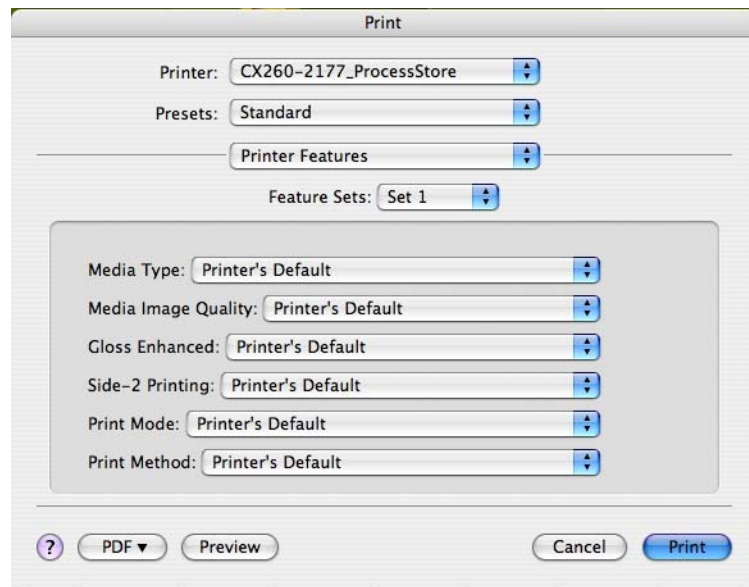 Print
Printer: CX260-2177_ProcessStore
Presets: Standard
Printer Features
Feature Sets: Set 1
Media Type: Printer's Default
Media Image Quality: Printer's Default
Gloss Enhanced: Printer's Default
Side-2 Printing: Printer's Default
Print Mode: Printer's Default
Print Method: Printer's Default
? PDF▼ Preview Cancel Print